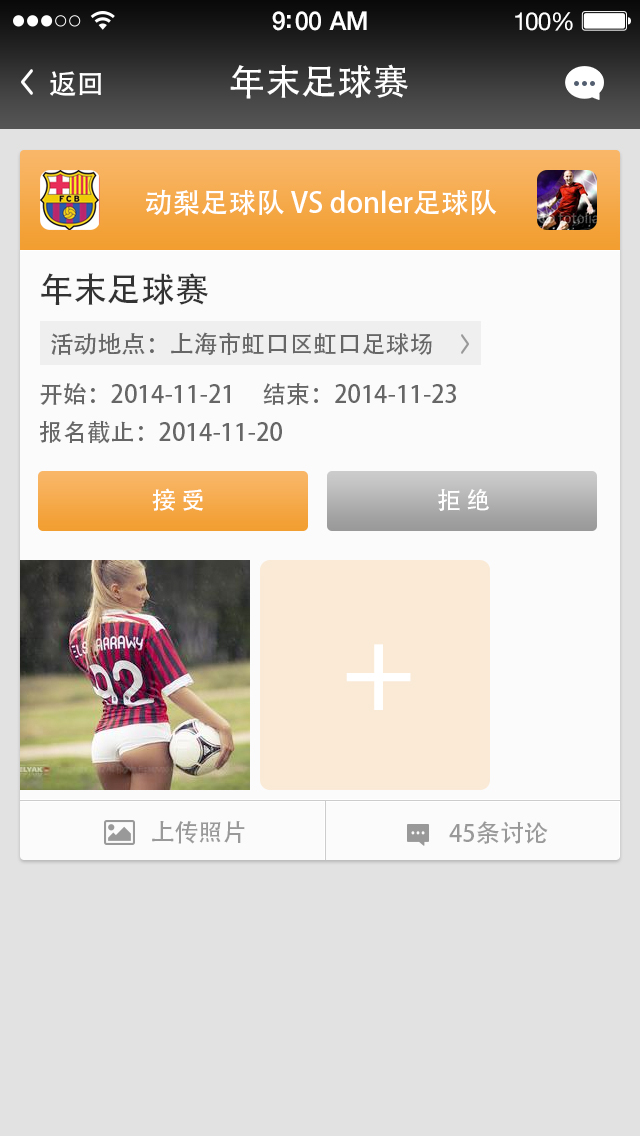 9:00 AM
100%
返回
年末足球赛
FCB
动梨足球队 VS donler足球队
fotolia
年末足球赛
活动地点：上海市虹口区虹口足球场
开始：2014-11-21 结束：2014-11-23
报名截止：2014-11-20
接受
拒绝
92
上传照片
45条讨论